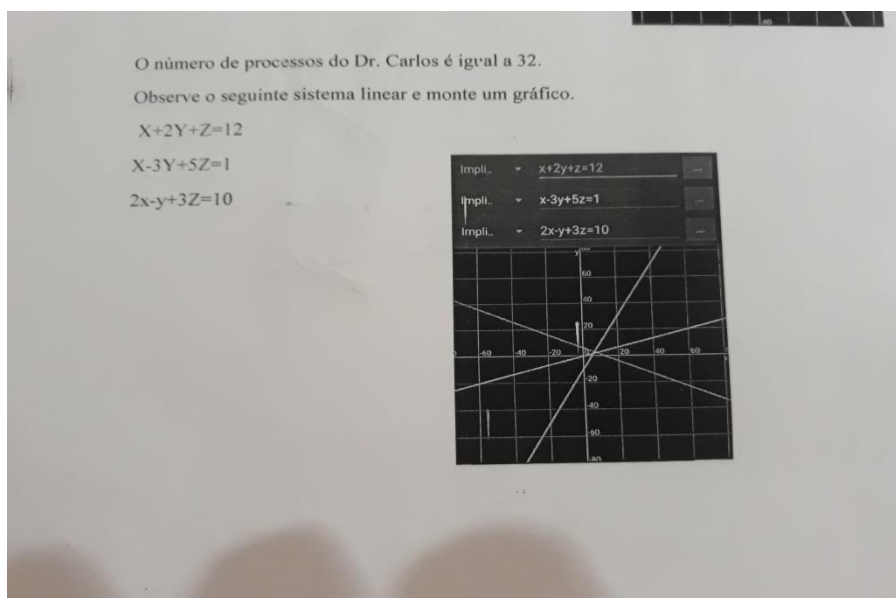 60
O número de processos do Dr. Carlos é igual a 32.
Observe o seguinte sistema linear e monte um gráfico.
X+2Y+Z=12
X-3Y+5Z=1
2x-y+3Z=10
Impli.. x+2y+z=12 ...
Impli.. x-3y+5z=1 ...
Impli.. 2x-y+3z=10 ...
y
60
40
20
-60 -40 -20 0 20 40 60
-20
-40
-60